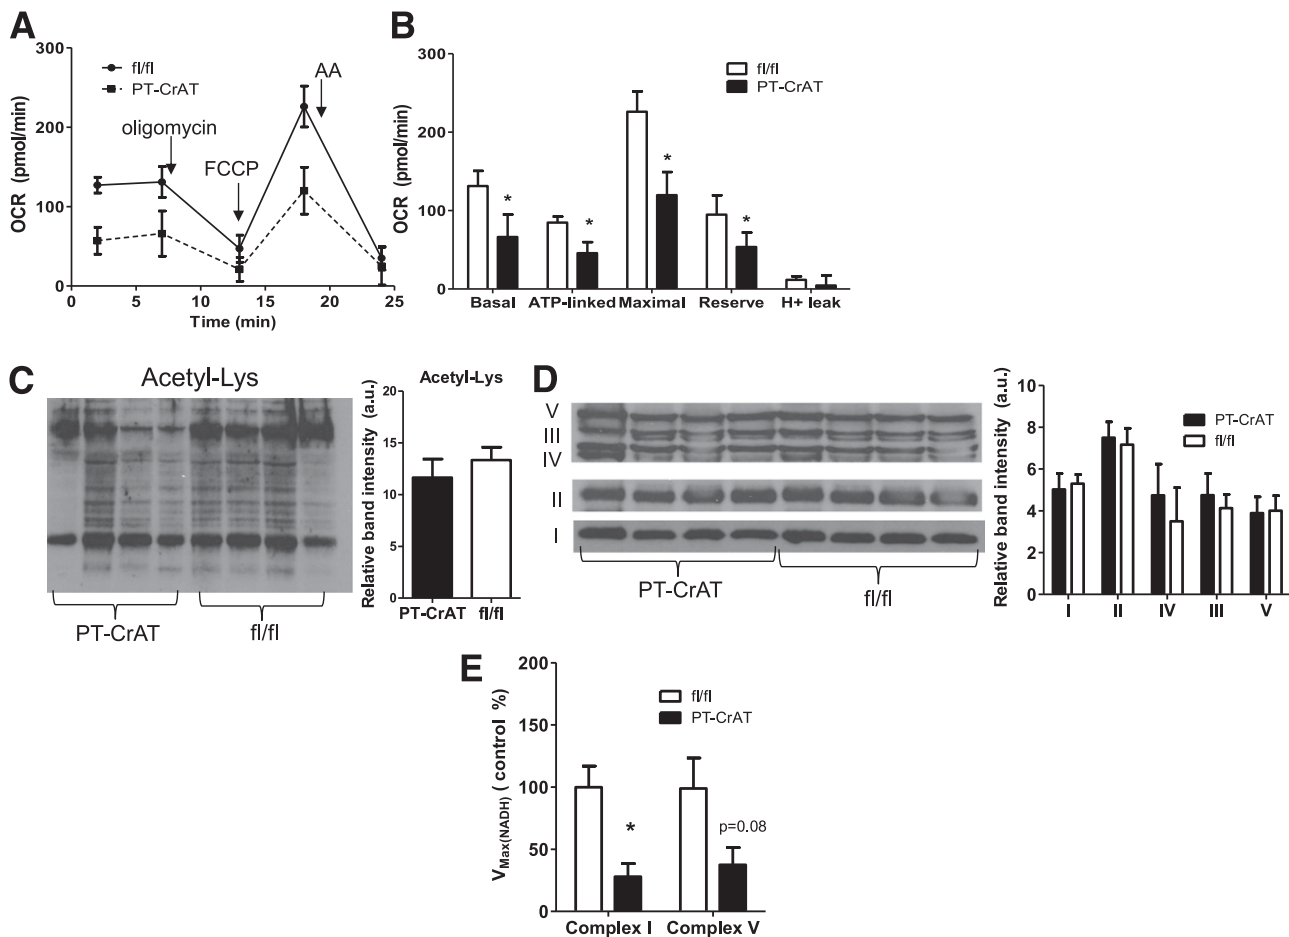 A
300
200
100
0
OCR (pmol/min)
fl/fl
PT-CrAT
oligomycin
FCCP
AA
0 5 10 15 20 25
Time (min)
B
300
200
100
0
OCR (pmol/min)
fl/fl
PT-CrAT
* * * *
Basal ATP-linked Maximal Reserve H+ leak
C
Acetyl-Lys
PT-CrAT fl/fl
Acetyl-Lys
20
15
10
5
0
Relative band intensity (a.u.)
PT-CrAT fl/fl
D
V
III
IV
II
I
PT-CrAT fl/fl
10
8
6
4
2
0
Relative band intensity (a.u.)
PT-CrAT
fl/fl
I II IV III V
E
200
150
100
50
0
VMax(NADH) ( control %)
fl/fl
PT-CrAT
*
p=0.08
Complex I Complex V